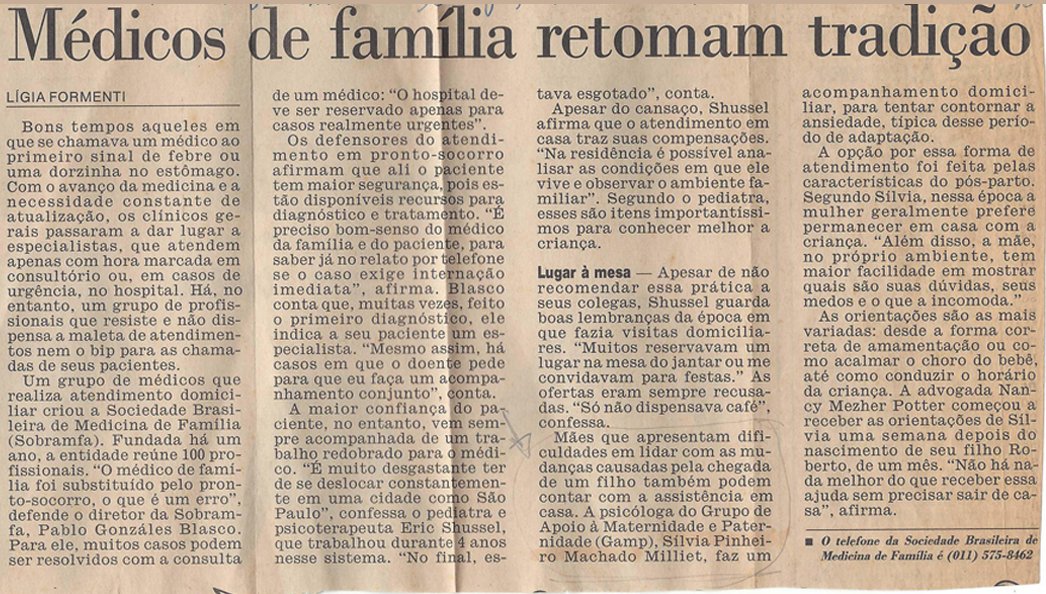 Médicos de família retomam tradição
LÍGIA FORMENTI
Bons tempos aqueles em
que se chamava um médico ao
primeiro sinal de febre ou
uma dorzinha no estômago.
Com o avanço da medicina e a
necessidade constante de
atualização, os clínicos ge-
rais passaram a dar lugar a
especialistas, que atendem
apenas com hora marcada em
consultório ou, em casos de
urgência, no hospital. Há, no
entanto, um grupo de profis-
sionais que resiste e não dis-
pensa a maleta de atendimen-
tos nem o bip para as chama-
das de seus pacientes.
Um grupo de médicos que
realiza atendimento domici-
liar criou a Sociedade Brasi-
leira de Medicina de Família
(Sobramfa). Fundada há um
ano, a entidade reúne 100 pro-
fissionais. “O médico de famí-
lia foi substituído pelo pron-
to-socorro, o que é um erro”,
defende o diretor da Sobram-
fa, Pablo Gonzáles Blasco.
Para ele, muitos casos podem
ser resolvidos com a consulta
de um médico: “O hospital de-
ve ser reservado apenas para
casos realmente urgentes”.
Os defensores do atendi-
mento em pronto-socorro
afirmam que ali o paciente
tem maior segurança, pois es-
tão disponíveis recursos para
diagnóstico e tratamento. “É
preciso bom-senso do médico
da família e do paciente, para
saber já no relato por telefone
se o caso exige internação
imediata”, afirma. Blasco
conta que, muitas vezes, feito
o primeiro diagnóstico, ele
indica a seu paciente um es-
pecialista. “Mesmo assim, há
casos em que o doente pede
para que eu faça um acompa-
nhamento conjunto”, conta.
A maior confiança do pa-
ciente, no entanto, vem sem-
pre acompanhada de um tra-
balho redobrado para o médi-
co. “É muito desgastante ter
de se deslocar constantemen-
te em uma cidade como São
Paulo”, confessa o pediatra e
psicoterapeuta Eric Shussel,
que trabalhou durante 4 anos
nesse sistema. “No final, es-
tava esgotado”, conta.
Apesar do cansaço, Shussel
afirma que o atendimento em
casa traz suas compensações.
“Na residência é possível ana-
lisar as condições em que ele
vive e observar o ambiente fa-
miliar”. Segundo o pediatra,
esses são itens importantíssi-
mos para conhecer melhor a
criança.
Lugar à mesa — Apesar de não
recomendar essa prática a
seus colegas, Shussel guarda
boas lembranças da época em
que fazia visitas domicilia-
res. “Muitos reservavam um
lugar na mesa do jantar ou me
convidavam para festas.” As
ofertas eram sempre recusa-
das. “Só não dispensava café”,
confessa.
Mães que apresentam difi-
culdades em lidar com as mu-
danças causadas pela chegada
de um filho também podem
contar com a assistência em
casa. A psicóloga do Grupo de
Apoio à Maternidade e Pater-
nidade (Gamp), Sílvia Pinhei-
ro Machado Milliet, faz um
acompanhamento domici-
liar, para tentar contornar a
ansiedade, típica desse perío-
do de adaptação.
A opção por essa forma de
atendimento foi feita pelas
características do pós-parto.
Segundo Silvia, nessa época a
mulher geralmente prefere
permanecer em casa com a
criança. “Além disso, a mãe,
no próprio ambiente, tem
maior facilidade em mostrar
quais são suas dúvidas, seus
medos e o que a incomoda.”
As orientações são as mais
variadas: desde a forma cor-
reta de amamentação ou co-
mo acalmar o choro do bebê,
até como conduzir o horário
da criança. A advogada Nan-
cy Mezher Potter começou a
receber as orientações de Síl-
via uma semana depois do
nascimento de seu filho Ro-
berto, de um mês. “Não há na-
da melhor do que receber essa
ajuda sem precisar sair de ca-
sa”, afirma.
■ O telefone da Sociedade Brasileira de
Medicina de Família é (011) 575-8462